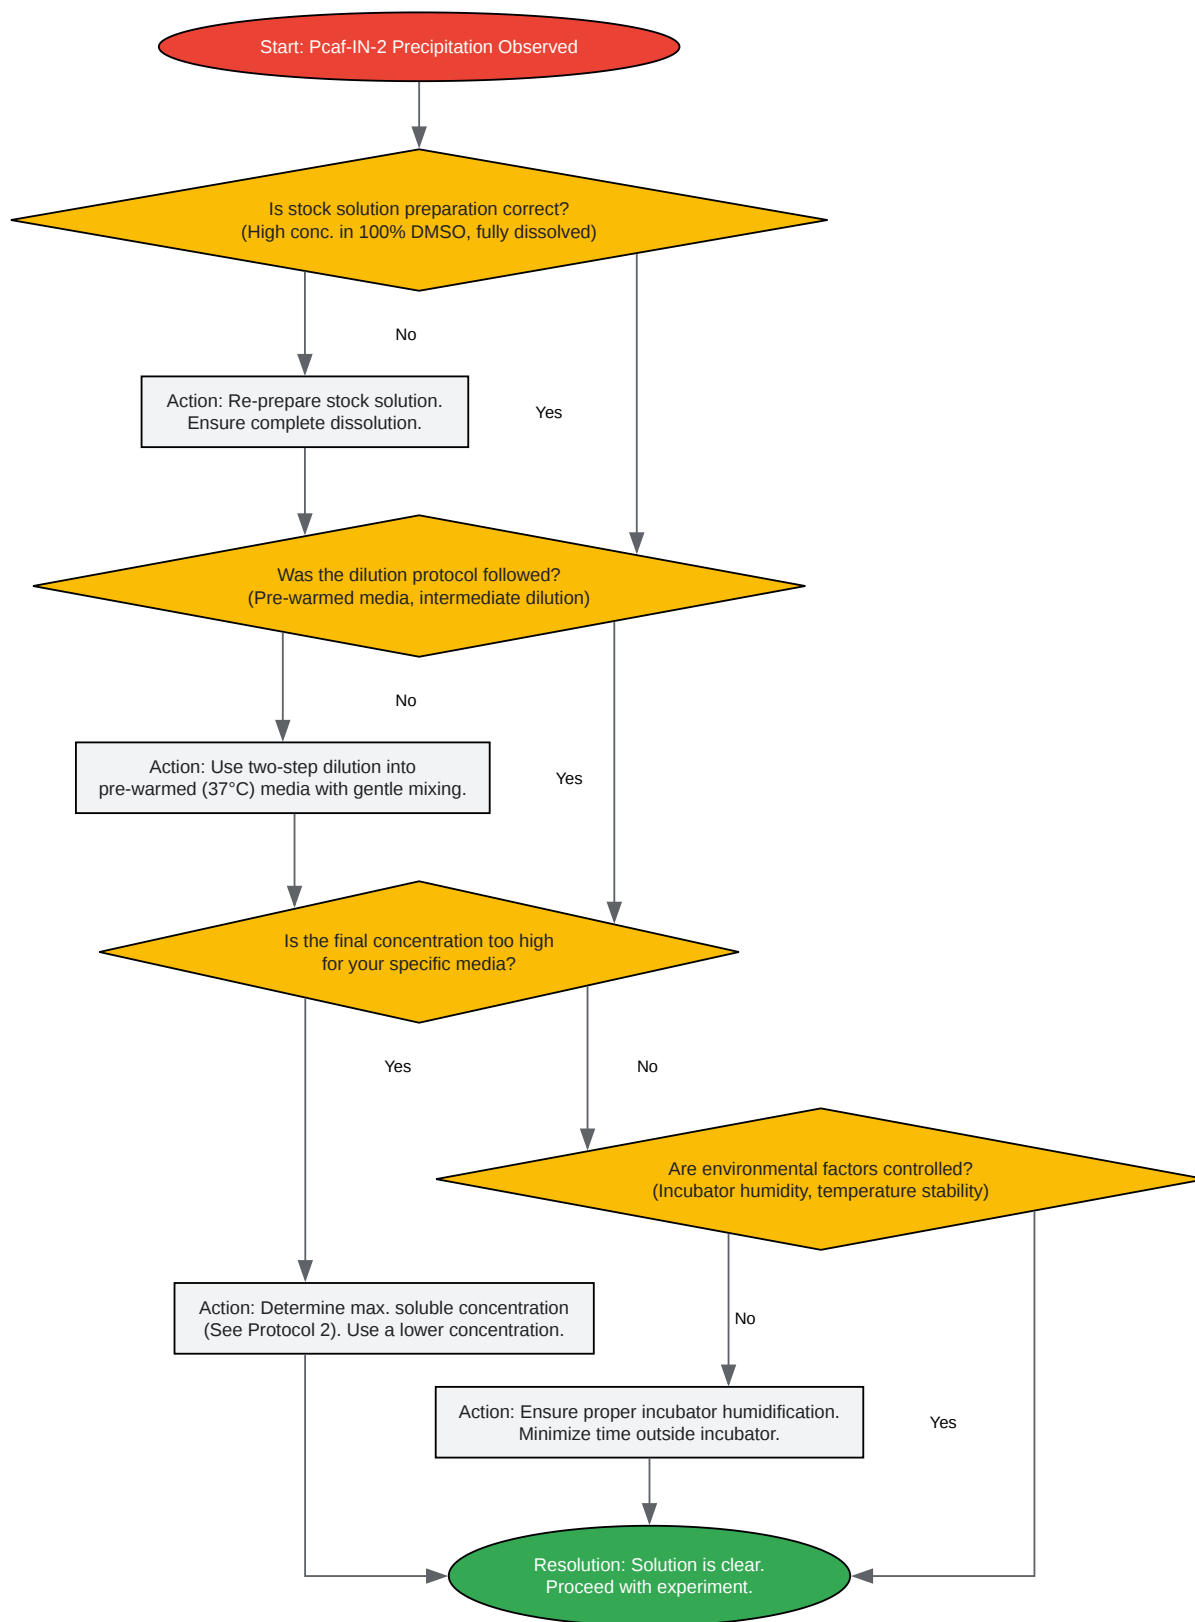 Start: Pcaf-IN-2 Precipitation Observed
Is stock solution preparation correct?
(High conc. in 100% DMSO, fully dissolved)
No
Action: Re-prepare stock solution.
Ensure complete dissolution.
Yes
Was the dilution protocol followed?
(Pre-warmed media, intermediate dilution)
No
Action: Use two-step dilution into
pre-warmed (37°C) media with gentle mixing.
Yes
Is the final concentration too high
for your specific media?
Yes
No
Are environmental factors controlled?
(Incubator humidity, temperature stability)
Action: Determine max. soluble concentration
(See Protocol 2). Use a lower concentration.
No
Action: Ensure proper incubator humidification.
Minimize time outside incubator.
Yes
Resolution: Solution is clear.
Proceed with experiment.